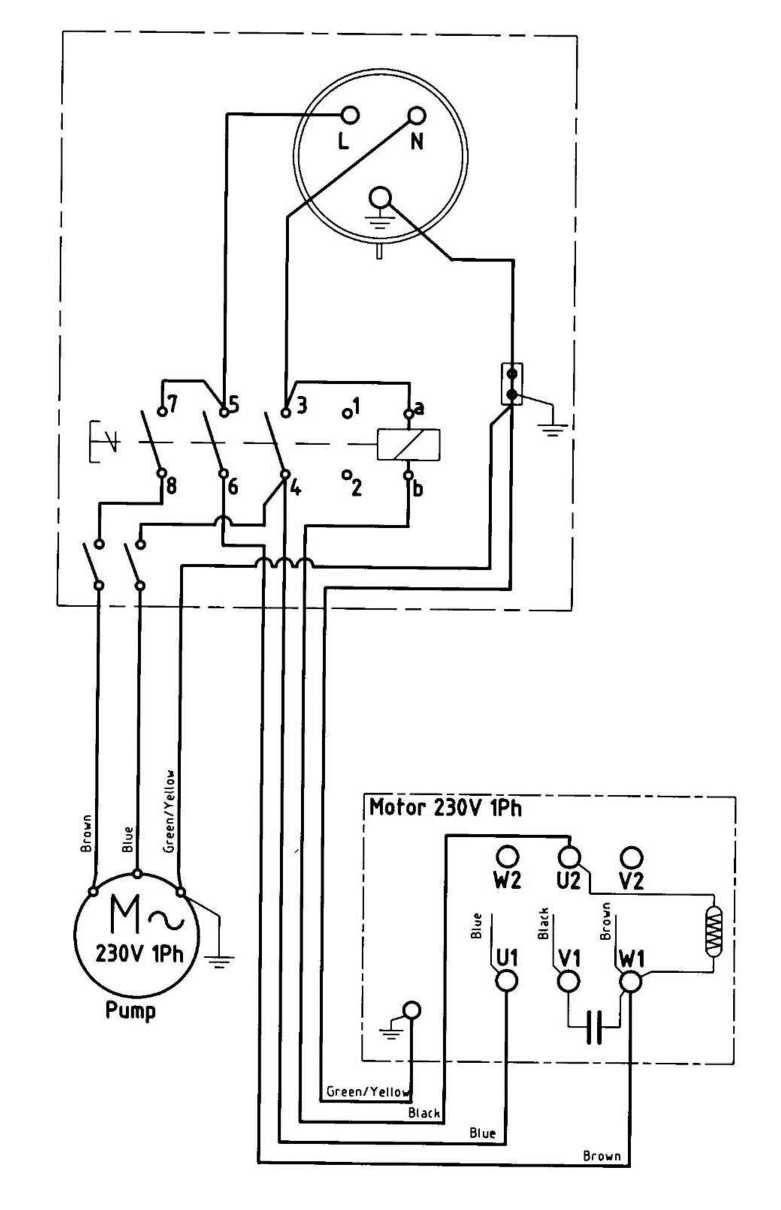 L N
7 5 3 1 a
8 6 4 2 b
Brown
Blue
Green/Yellow
M
230V 1Ph
Pump
Motor 230V 1Ph
W2 U2 V2
Blue
Black
Brown
U1 V1 W1
Green/Yellow
Black
Blue
Brown